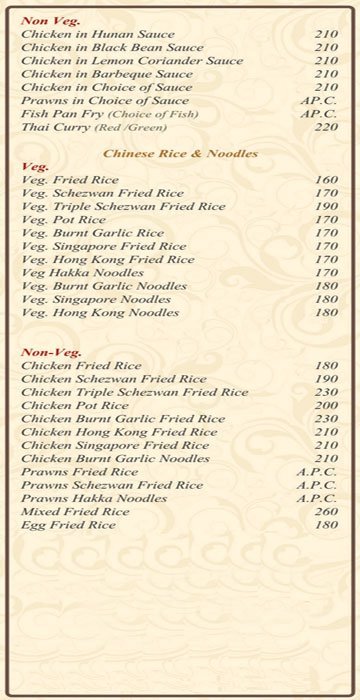 Non Veg.
Chicken in Hunan Sauce 210
Chicken in Black Bean Sauce 210
Chicken in Lemon Coriander Sauce 210
Chicken in Barbeque Sauce 210
Chicken in Choice of Sauce 210
Prawns in Choice of Sauce AP.C.
Fish Pan Fry (Choice of Fish) AP.C.
Thai Curry (Red /Green) 220
Chinese Rice & Noodles
Veg.
Veg. Fried Rice 160
Veg. Schezwan Fried Rice 170
Veg. Triple Schezwan Fried Rice 190
Veg. Pot Rice 170
Veg. Burnt Garlic Rice 170
Veg. Singapore Fried Rice 170
Veg. Hong Kong Fried Rice 170
Veg Hakka Noodles 170
Veg. Burnt Garlic Noodles 180
Veg. Singapore Noodles 180
Veg. Hong Kong Noodles 180
Non-Veg.
Chicken Fried Rice 180
Chicken Schezwan Fried Rice 190
Chicken Triple Schezwan Fried Rice 230
Chicken Pot Rice 200
Chicken Burnt Garlic Fried Rice 230
Chicken Hong Kong Fried Rice 210
Chicken Singapore Fried Rice 210
Chicken Burnt Garlic Noodles 210
Prawns Fried Rice A.P.C.
Prawns Schezwan Fried Rice A.P.C.
Prawns Hakka Noodles A.P.C.
Mixed Fried Rice 260
Egg Fried Rice 180